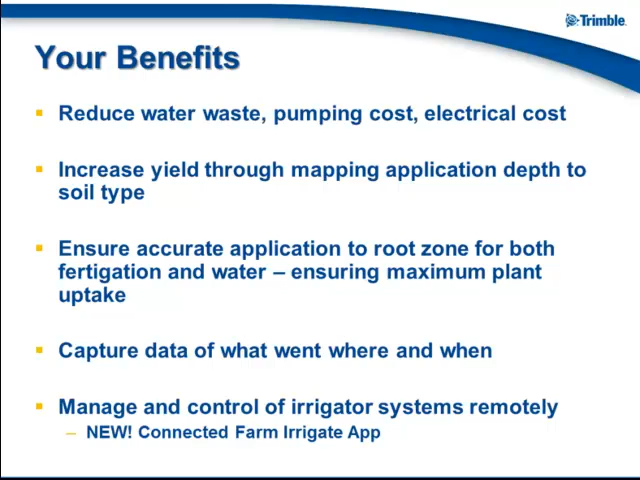 Trimble
Your Benefits
▪ Reduce water waste, pumping cost, electrical cost
▪ Increase yield through mapping application depth to
soil type
▪ Ensure accurate application to root zone for both
fertigation and water – ensuring maximum plant
uptake
▪ Capture data of what went where and when
▪ Manage and control of irrigator systems remotely
– NEW! Connected Farm Irrigate App